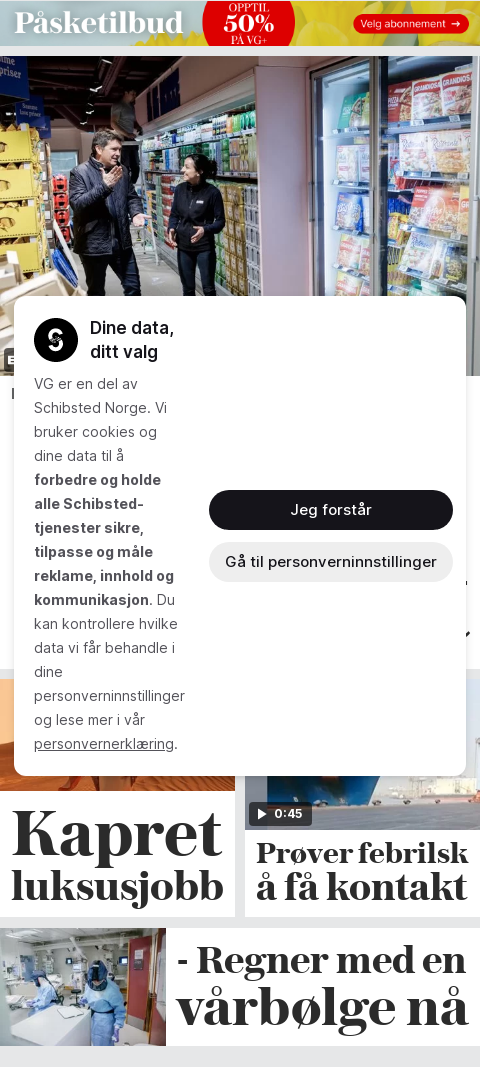 Påsketilbud
OPPTIL
50%
PÅ VG+
Velg abonnement →
GRANDIOSA
Dine data,
ditt valg
VG er en del av
Schibsted Norge. Vi
bruker cookies og
dine data til å
forbedre og holde
alle Schibsted-
tjenester sikre,
tilpasse og måle
reklame, innhold og
kommunikasjon. Du
kan kontrollere hvilke
data vi får behandle i
dine
personverninnstillinger
og lese mer i vår
personvernerklæring.
Jeg forstår
Gå til personverninnstillinger
0:45
Kapret
luksusjobb
Prøver febrilsk
å få kontakt
- Regner med en
vårbølge nå